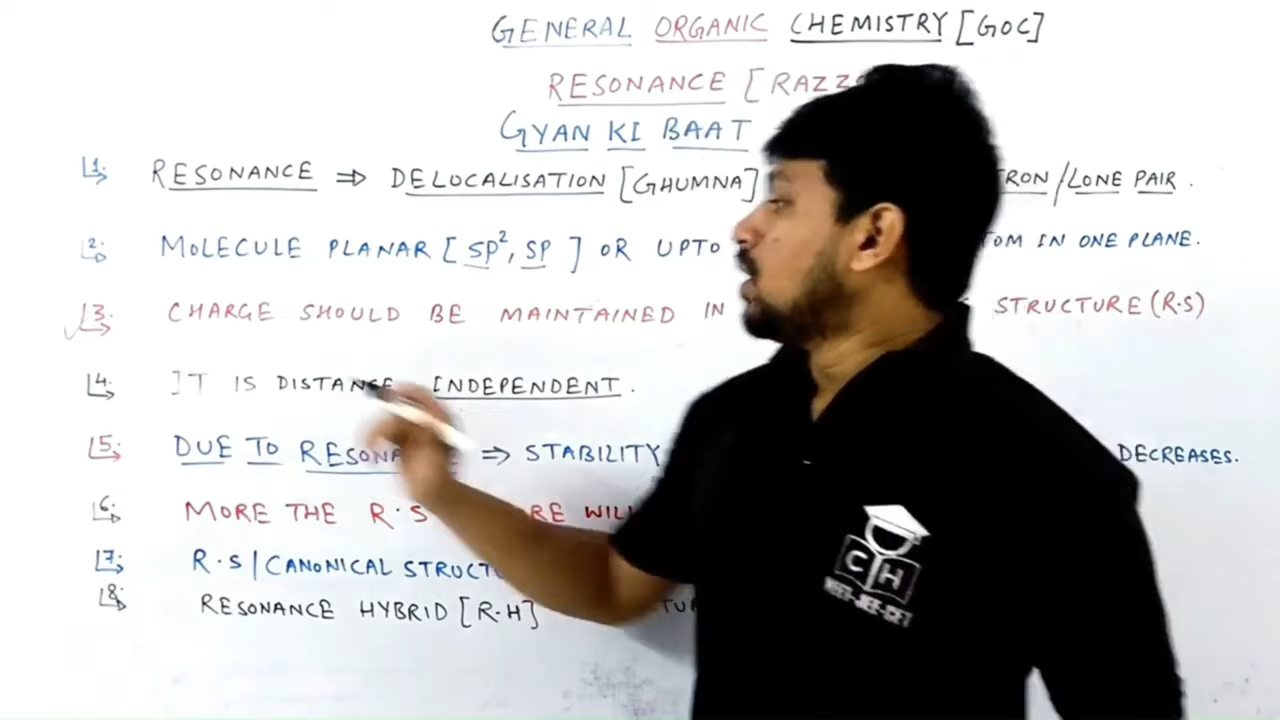 GENERAL ORGANIC CHEMISTRY [GOC]
RESONANCE [RAZZ
GYAN KI BAAT
1. RESONANCE ⇒ DELOCALISATION [GHUMNA] TRON/LONE PAIR.
2. MOLECULE PLANAR [SP², SP] OR UPTO TOM IN ONE PLANE.
3. CHARGE SHOULD BE MAINTAINED IN STRUCTURE (R.S)
4. IT IS DISTANCE INDEPENDENT.
5. DUE TO RESONA ⇒ STABILITY DECREASES.
6. MORE THE R.S RE WILL
7. R.S/CANONICAL STRUCT
8. RESONANCE HYBRID [R.H] TU
C H
NEET-JEE-CET